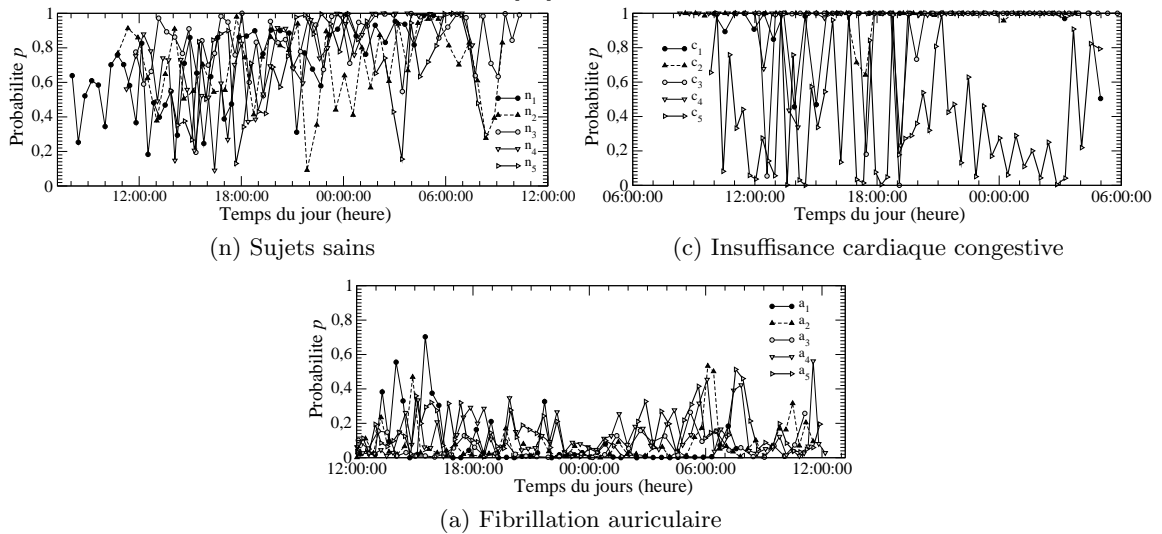 1
0,8
0,6
0,4
0,2
0
Probabilite p
n1
n2
n3
n4
n5
12:00:00 18:00:00 00:00:00 06:00:00 12:00:00
Temps du jour (heure)
(n) Sujets sains
1
0,8
0,6
0,4
0,2
0
Probabilite p
c1
c2
c3
c4
c5
06:00:00 12:00:00 18:00:00 00:00:00 06:00:00
Temps du jour (heure)
(c) Insuffisance cardiaque congestive
1
0,8
0,6
0,4
0,2
0
Probabilite p
a1
a2
a3
a4
a5
12:00:00 18:00:00 00:00:00 06:00:00 12:00:00
Temps du jours (heure)
(a) Fibrillation auriculaire